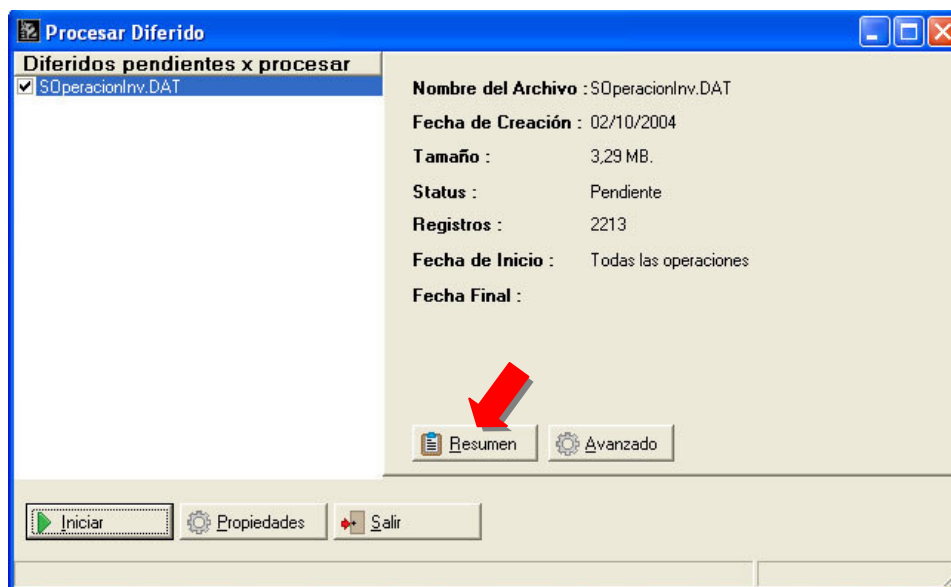 Procesar Diferido
Diferidos pendientes x procesar
SOperacionInv.DAT
Nombre del Archivo : SOperacionInv.DAT
Fecha de Creación : 02/10/2004
Tamaño : 3,29 MB.
Status : Pendiente
Registros : 2213
Fecha de Inicio : Todas las operaciones
Fecha Final :
Resumen Avanzado
Iniciar Propiedades Salir